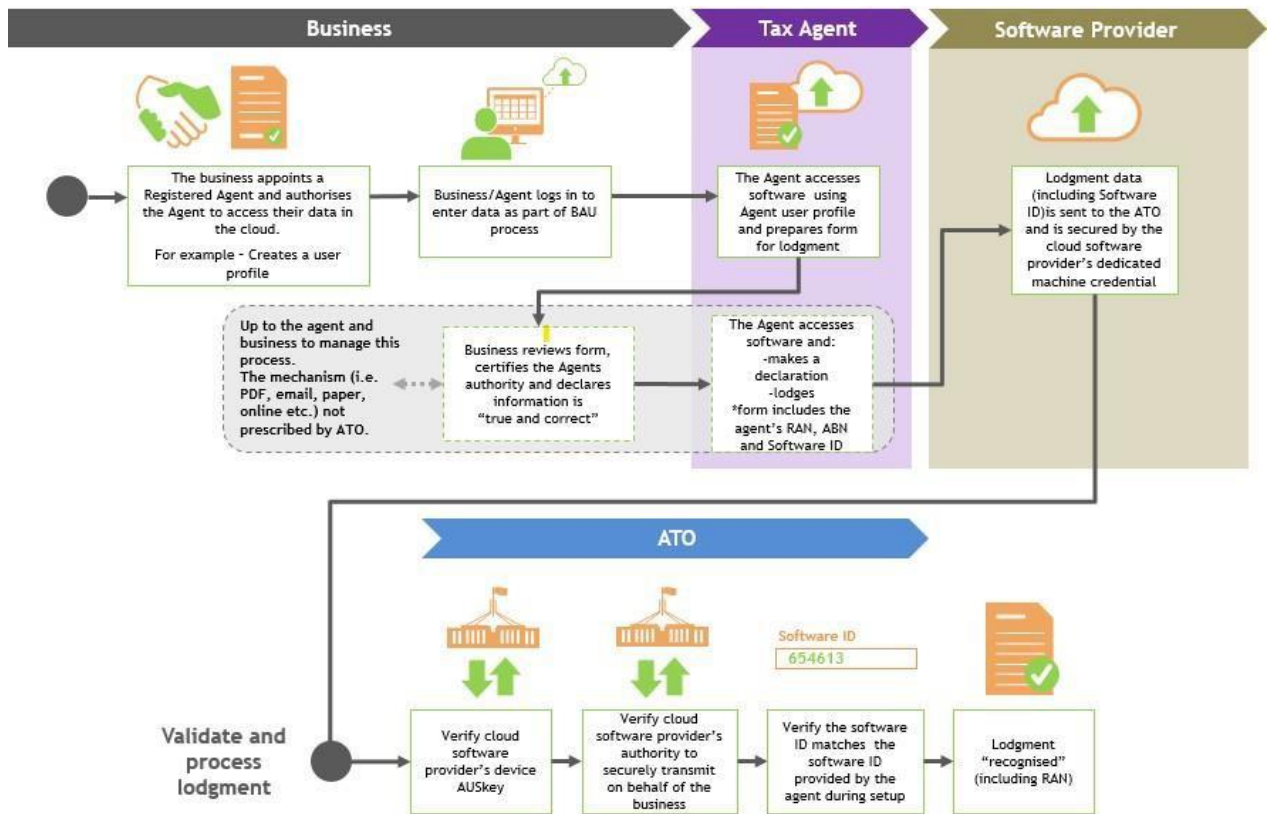 Business
Tax Agent
Software Provider
The business appoints a
Registered Agent and authorises
the Agent to access their data in
the cloud.
For example – Creates a user
profile
Business/Agent logs in to
enter data as part of BAU
process
The Agent accesses
software using
Agent user profile
and prepares form
for lodgment
Lodgment data
(including Software
ID)is sent to the ATO
and is secured by the
cloud software
provider's dedicated
machine credential
Up to the agent and
business to manage this
process.
The mechanism (i.e.
PDF, email, paper,
online etc.) not
prescribed by ATO.
Business reviews form,
certifies the Agents
authority and declares
information is
"true and correct"
The Agent accesses
software and:
-makes a
declaration
-lodges
*form includes the
agent's RAN, ABN
and Software ID
ATO
Software ID
654613
Validate and
process
lodgment
Verify cloud
software
provider's device
AUSkey
Verify cloud
software provider's
authority to
securely transmit
on behalf of the
business
Verify the software
ID matches the
software ID
provided by the
agent during setup
Lodgment
"recognised"
(including RAN)